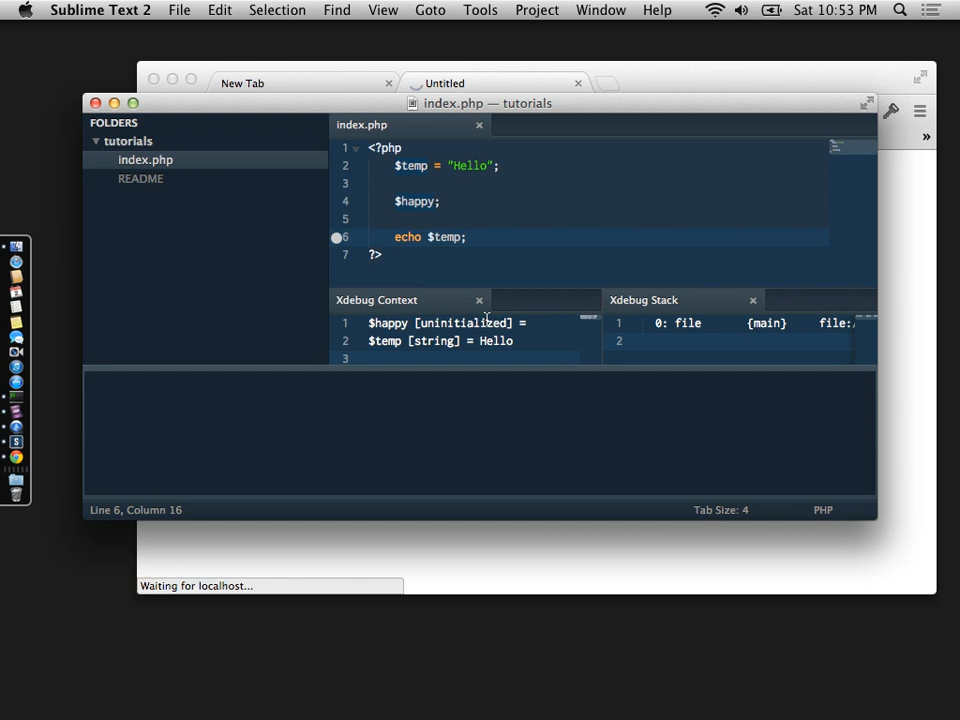 Sublime Text 2 File Edit Selection Find View Goto Tools Project Window Help Sat 10:53 PM
New Tab
Untitled
index.php — tutorials
FOLDERS
tutorials
index.php
README
index.php
1 <?php
2 $temp = "Hello";
3
4 $happy;
5
6 echo $temp;
7 ?>
Xdebug Context
1 $happy [uninitialized] =
2 $temp [string] = Hello
3
Xdebug Stack
1 0: file {main} file:
2
Line 6, Column 16
Tab Size: 4
PHP
Waiting for localhost...